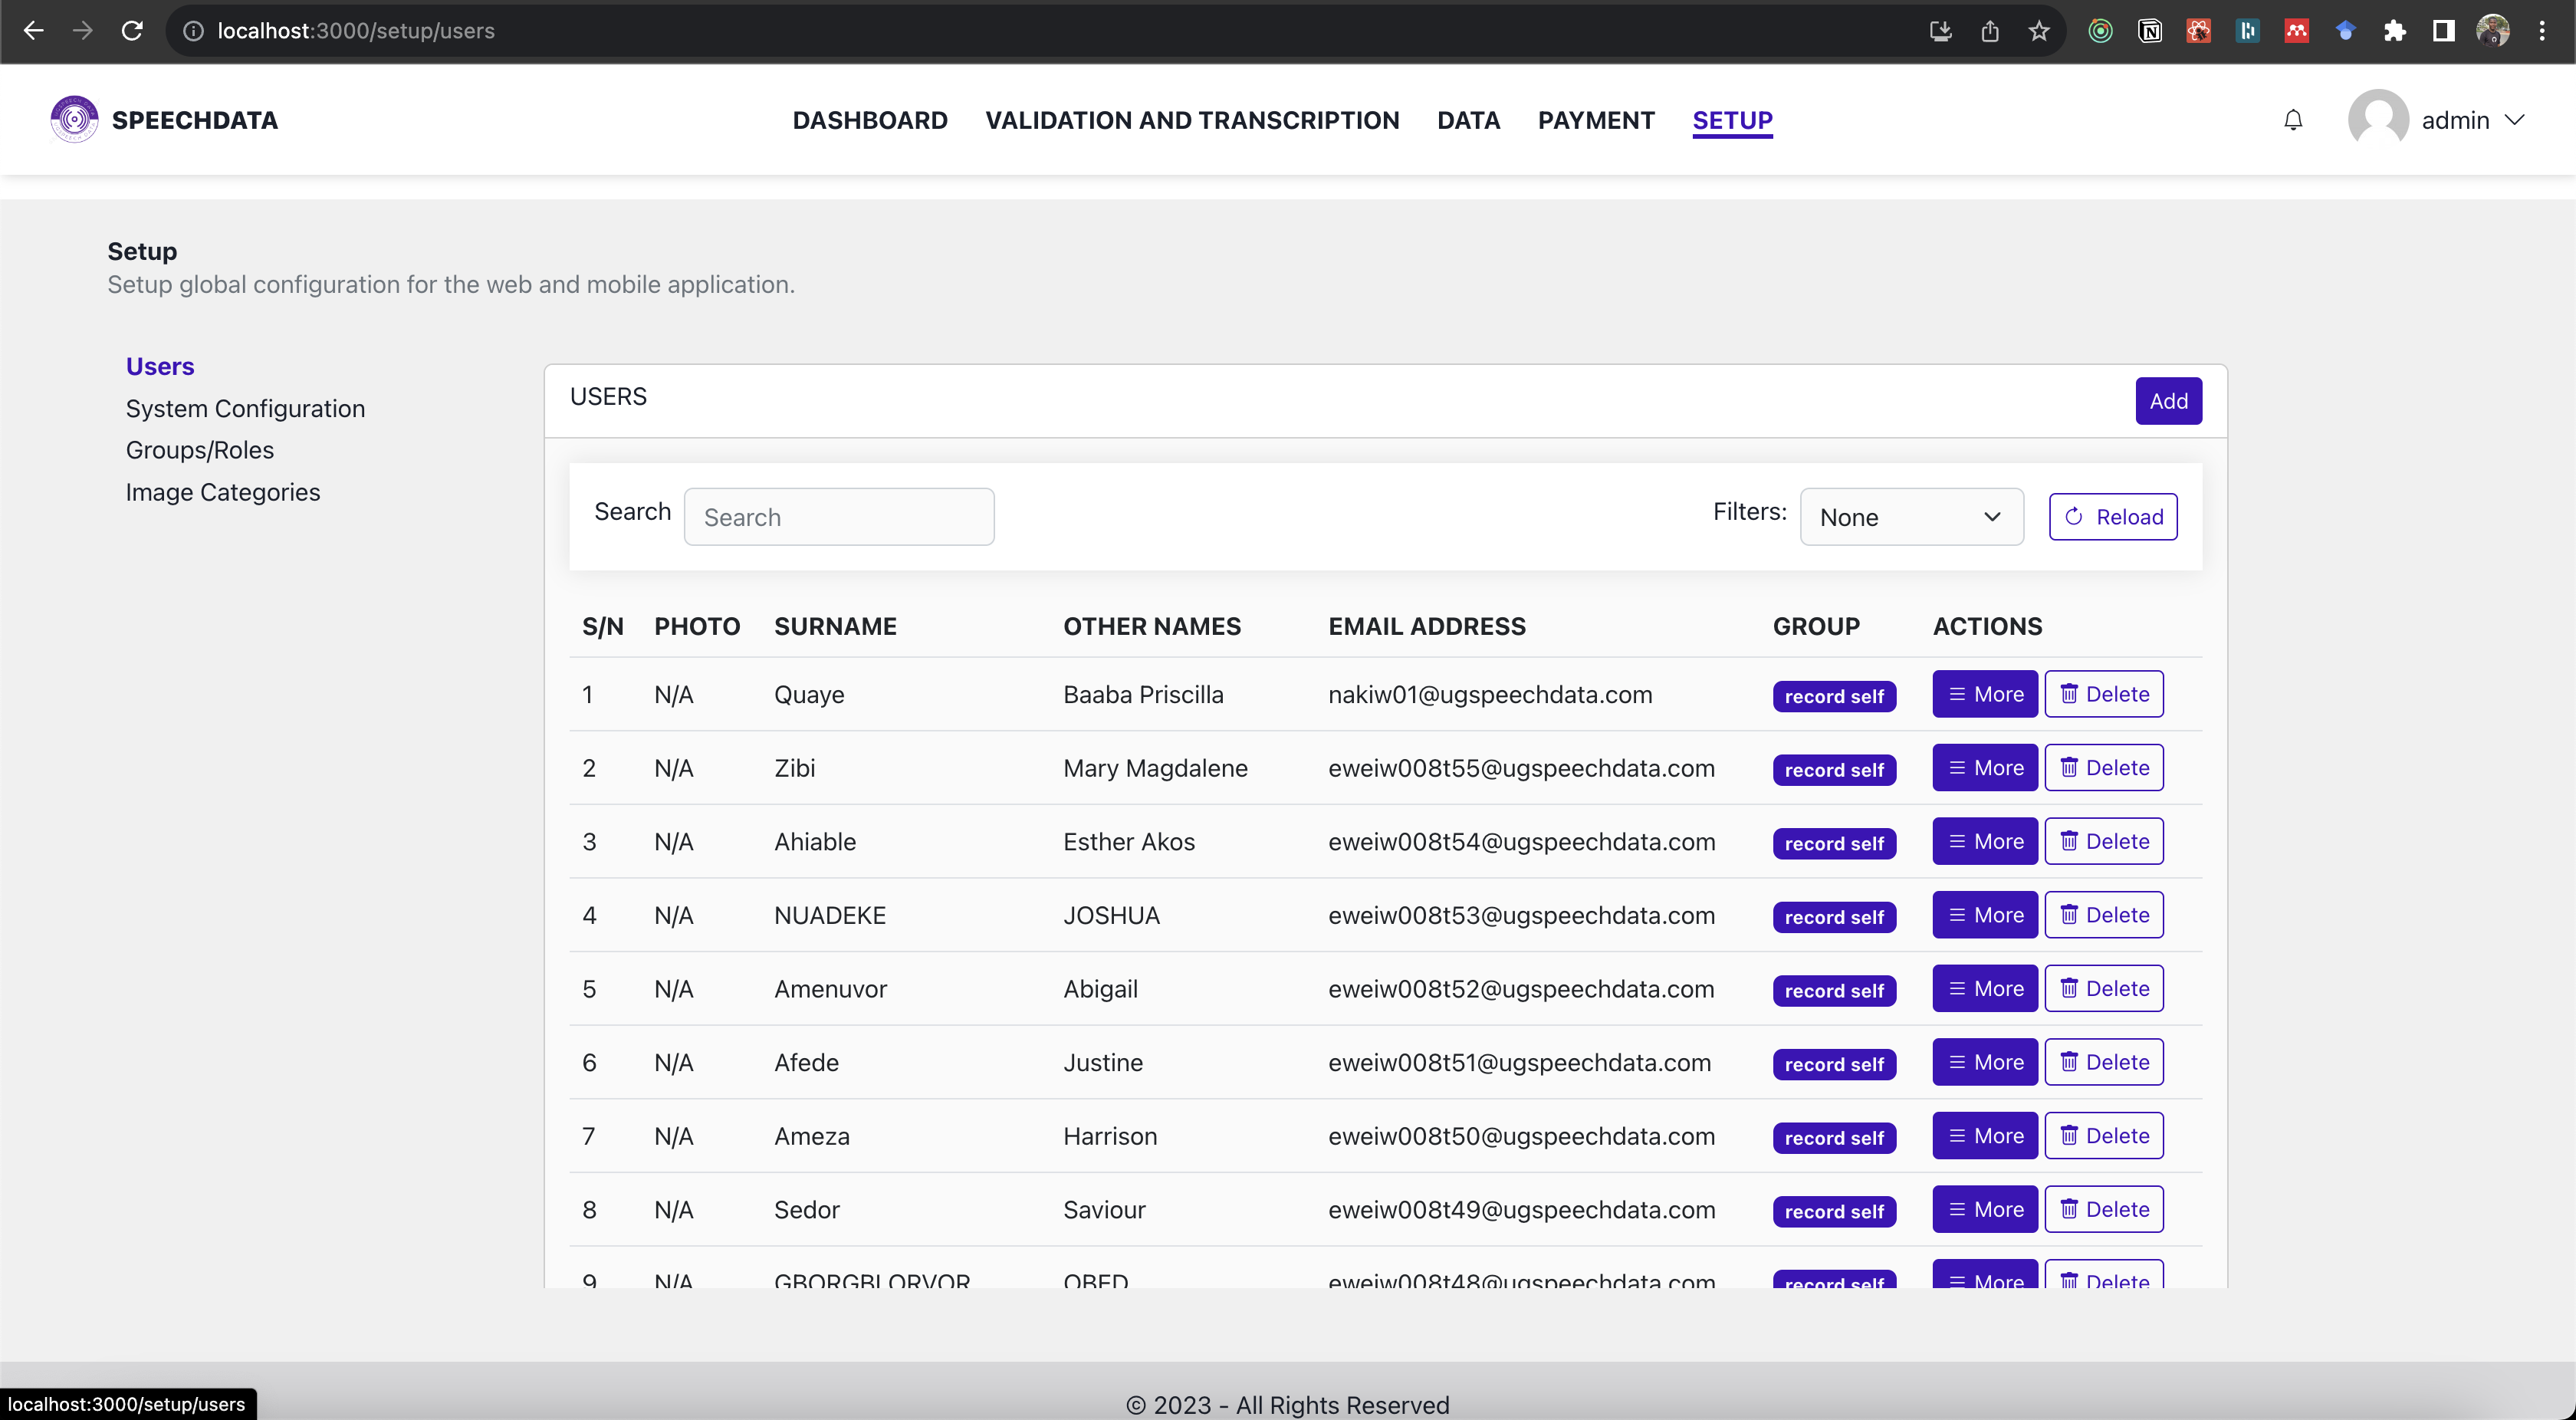 localhost:3000/setup/users
SPEECHDATA
DASHBOARD VALIDATION AND TRANSCRIPTION DATA PAYMENT SETUP
admin
Setup
Setup global configuration for the web and mobile application.
Users
System Configuration
Groups/Roles
Image Categories
USERS
Add
Search Search Filters: None Reload
S/N PHOTO SURNAME OTHER NAMES EMAIL ADDRESS GROUP ACTIONS
1 N/A Quaye Baaba Priscilla nakiw01@ugspeechdata.com record self More Delete
2 N/A Zibi Mary Magdalene eweiw008t55@ugspeechdata.com record self More Delete
3 N/A Ahiable Esther Akos eweiw008t54@ugspeechdata.com record self More Delete
4 N/A NUADEKE JOSHUA eweiw008t53@ugspeechdata.com record self More Delete
5 N/A Amenuvor Abigail eweiw008t52@ugspeechdata.com record self More Delete
6 N/A Afede Justine eweiw008t51@ugspeechdata.com record self More Delete
7 N/A Ameza Harrison eweiw008t50@ugspeechdata.com record self More Delete
8 N/A Sedor Saviour eweiw008t49@ugspeechdata.com record self More Delete
9 N/A GBORGBLORVOR OBED eweiw008t48@ugspeechdata.com record self More Delete
© 2023 - All Rights Reserved
localhost:3000/setup/users